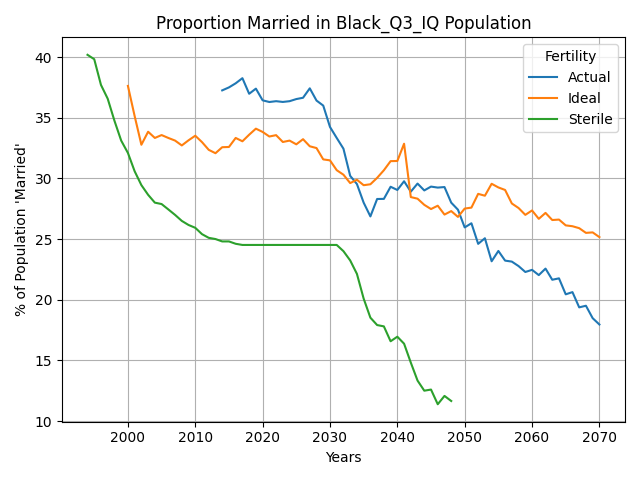 Proportion Married in Black_Q3_IQ Population
% of Population 'Married'
40
35
30
25
20
15
10
Fertility
Actual
Ideal
Sterile
2000 2010 2020 2030 2040 2050 2060 2070
Years